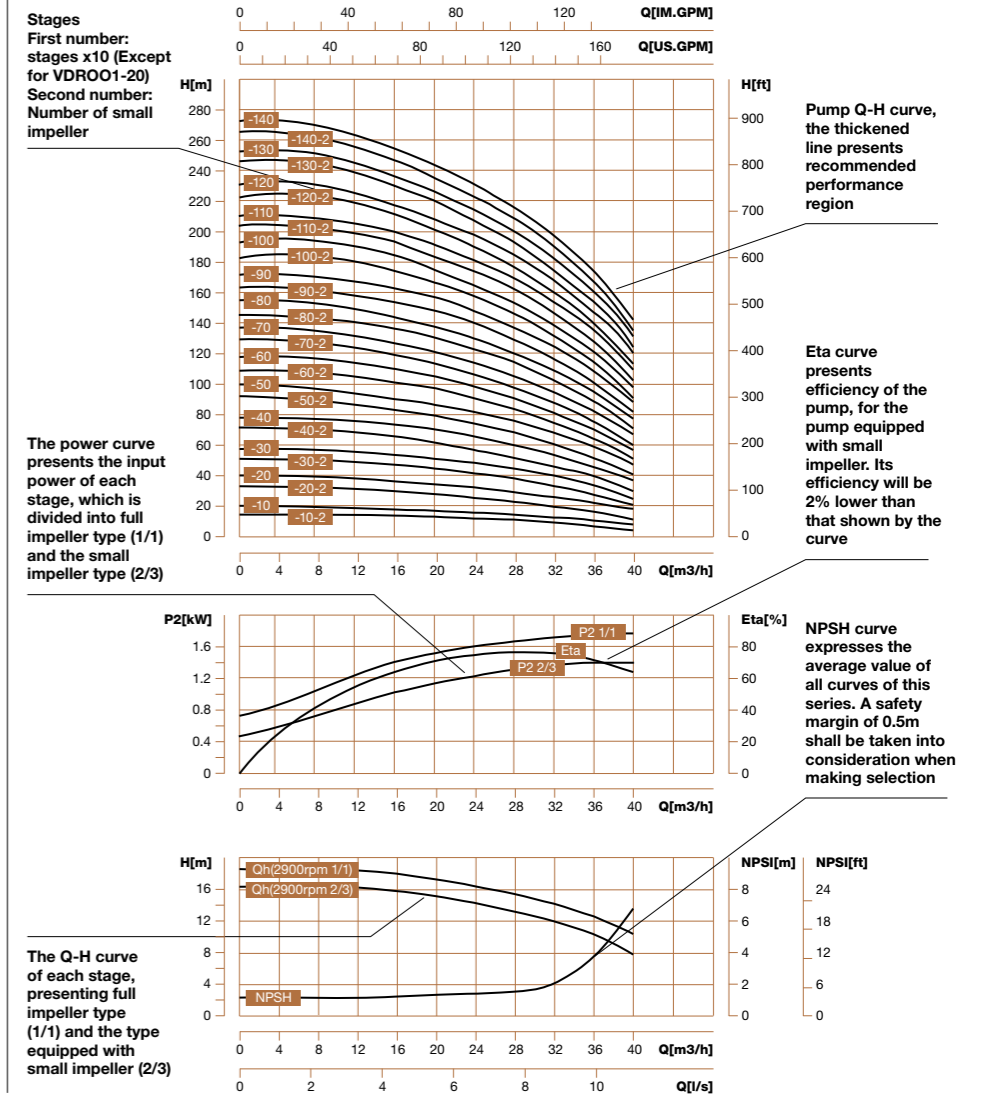 Stages
First number:
stages x10 (Except
for VDROO1-20)
Second number:
Number of small
impeller
0 40 80 120 Q[IM.GPM]
0 40 80 120 160 Q[US.GPM]
H[m]
280
260
240
220
200
180
160
140
120
100
80
60
40
20
0
-140
-140-2
-130
-130-2
-120
-120-2
-110
-110-2
-100
-100-2
-90
-90-2
-80
-80-2
-70
-70-2
-60
-60-2
-50
-50-2
-40
-40-2
-30
-30-2
-20
-20-2
-10
-10-2
H[ft]
900
800
700
600
500
400
300
200
100
0
0 4 8 12 16 20 24 28 32 36 40 Q[m3/h]
Pump Q-H curve,
the thickened
line presents
recommended
performance
region
Eta curve
presents
efficiency of the
pump, for the
pump equipped
with small
impeller. Its
efficiency will be
2% lower than
that shown by the
curve
The power curve
presents the input
power of each
stage, which is
divided into full
impeller type (1/1)
and the small
impeller type (2/3)
P2[kW]
1.6
1.2
0.8
0.4
0
P2 1/1
Eta
P2 2/3
Eta[%]
80
60
40
20
0
0 4 8 12 16 20 24 28 32 36 40 Q[m3/h]
NPSH curve
expresses the
average value of
all curves of this
series. A safety
margin of 0.5m
shall be taken into
consideration when
making selection
H[m]
16
12
8
4
0
Qh(2900rpm 1/1)
Qh(2900rpm 2/3)
NPSH
NPSI[m]
8
6
4
2
0
NPSI[ft]
24
18
12
6
0
0 4 8 12 16 20 24 28 32 36 40 Q[m3/h]
0 2 4 6 8 10 Q[l/s]
The Q-H curve
of each stage,
presenting full
impeller type
(1/1) and the type
equipped with
small impeller (2/3)